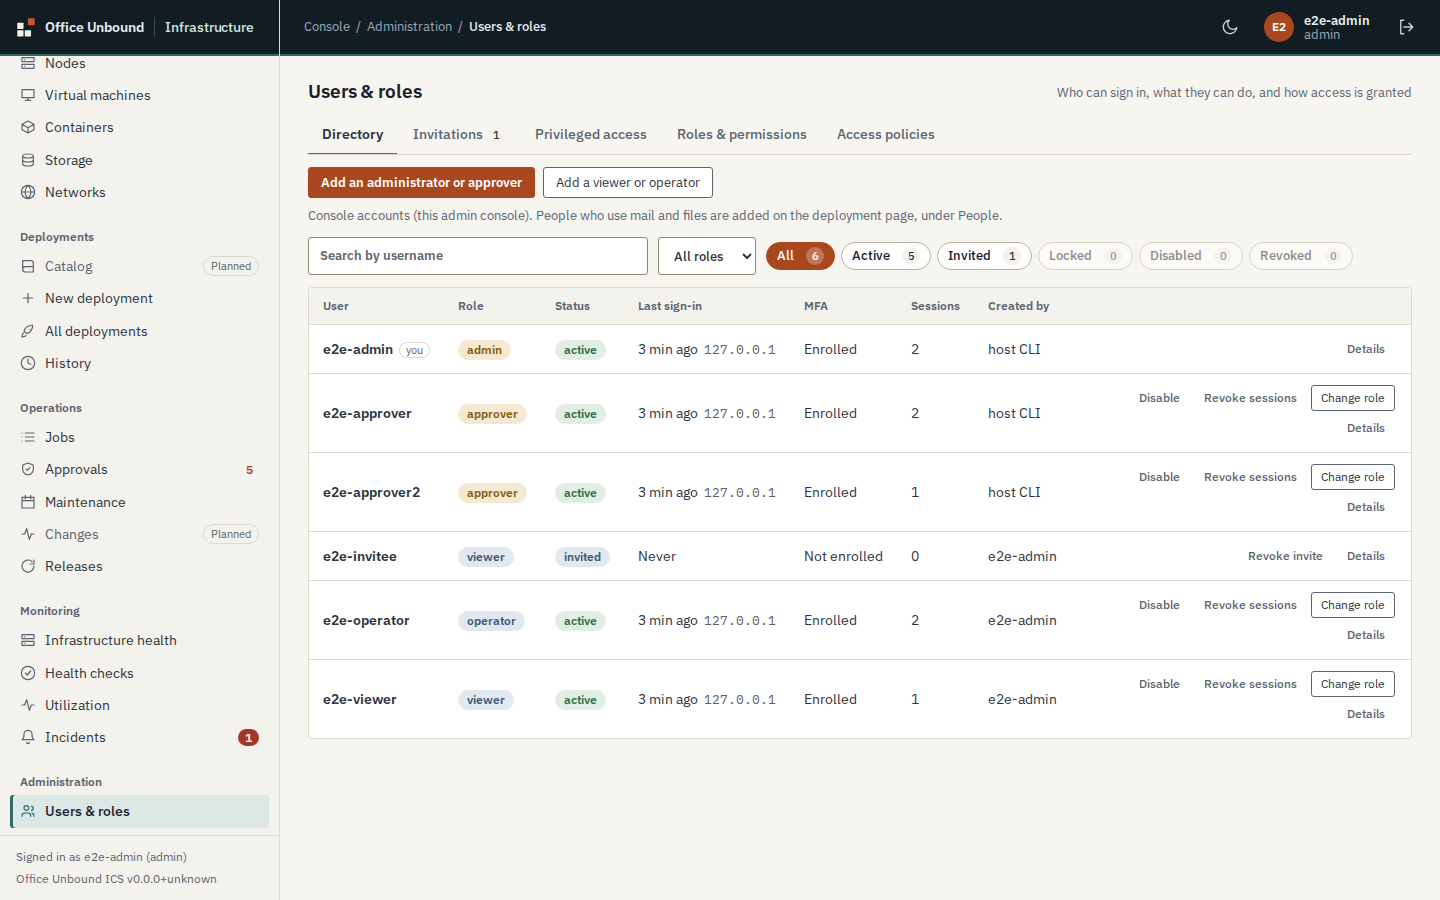 Office Unbound | Infrastructure
Console / Administration / Users & roles
E2
e2e-admin
admin
Nodes
Virtual machines
Containers
Storage
Networks
Deployments
Catalog Planned
New deployment
All deployments
History
Operations
Jobs
Approvals 5
Maintenance
Changes Planned
Releases
Monitoring
Infrastructure health
Health checks
Utilization
Incidents 1
Administration
Users & roles
Signed in as e2e-admin (admin)
Office Unbound ICS v0.0.0+unknown
Users & roles
Who can sign in, what they can do, and how access is granted
Directory Invitations 1 Privileged access Roles & permissions Access policies
Add an administrator or approver Add a viewer or operator
Console accounts (this admin console). People who use mail and files are added on the deployment page, under People.
Search by username All roles All 6 Active 5 Invited 1 Locked 0 Disabled 0 Revoked 0
User Role Status Last sign-in MFA Sessions Created by
e2e-admin you admin active 3 min ago 127.0.0.1 Enrolled 2 host CLI Details
e2e-approver approver active 3 min ago 127.0.0.1 Enrolled 2 host CLI Disable Revoke sessions Change role
Details
e2e-approver2 approver active 3 min ago 127.0.0.1 Enrolled 1 host CLI Disable Revoke sessions Change role
Details
e2e-invitee viewer invited Never Not enrolled 0 e2e-admin Revoke invite Details
e2e-operator operator active 3 min ago 127.0.0.1 Enrolled 2 e2e-admin Disable Revoke sessions Change role
Details
e2e-viewer viewer active 3 min ago 127.0.0.1 Enrolled 1 e2e-admin Disable Revoke sessions Change role
Details